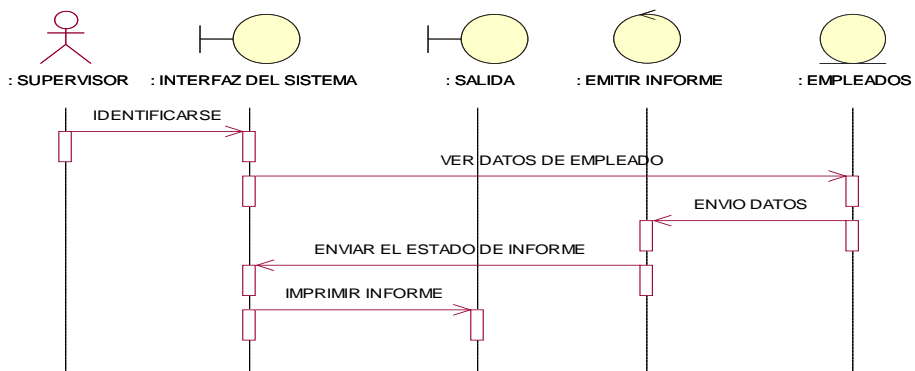 : SUPERVISOR
: INTERFAZ DEL SISTEMA
: SALIDA
: EMITIR INFORME
: EMPLEADOS
IDENTIFICARSE
VER DATOS DE EMPLEADO
ENVIO DATOS
ENVIAR EL ESTADO DE INFORME
IMPRIMIR INFORME